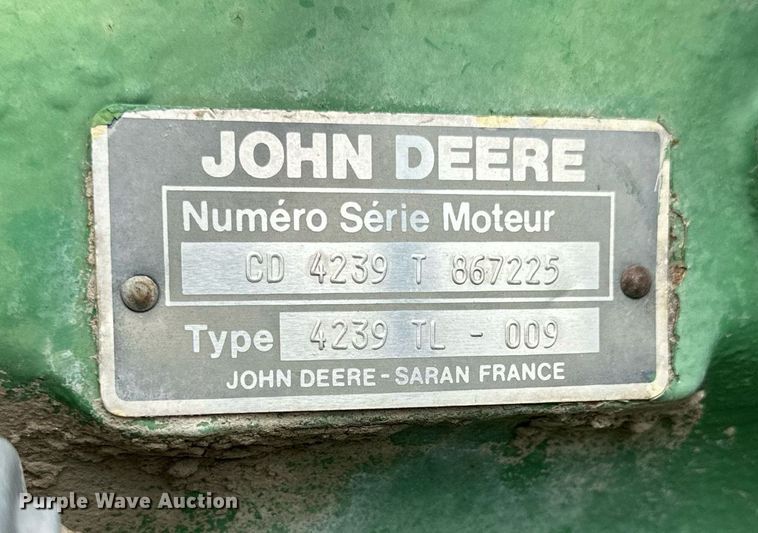 JOHN DEERE
Numéro Série Moteur
CD 4239 T 867225
Type 4239 TL - 009
JOHN DEERE - SARAN FRANCE
Purple Wave Auction